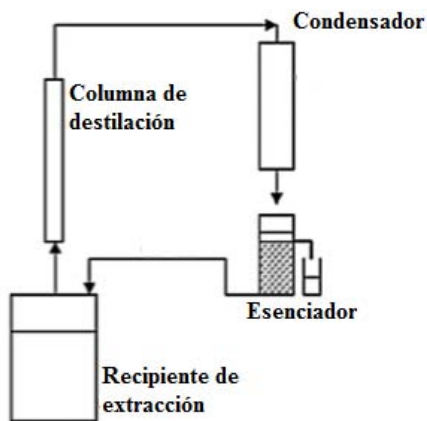 Condensador
Columna de
destilación
Esenciador
Recipiente de
extracción